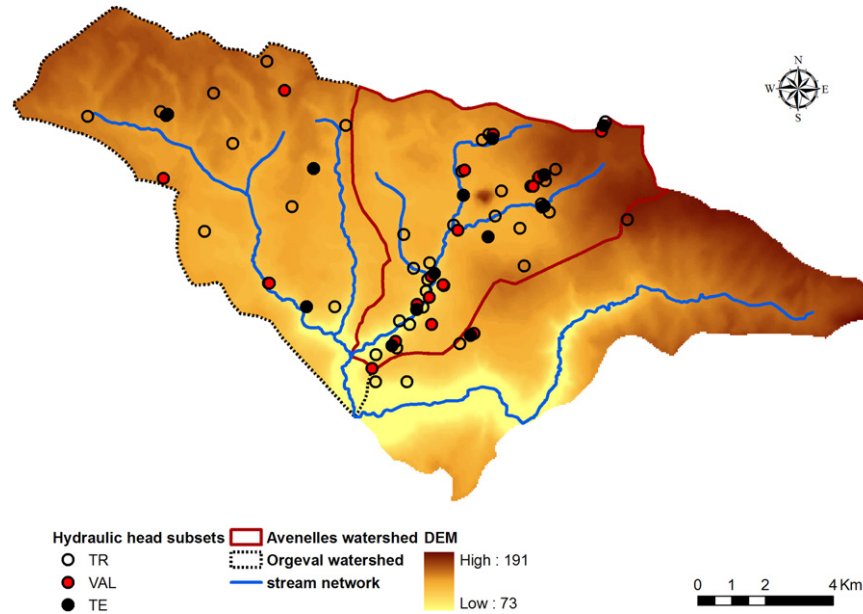 N
W E
S
Hydraulic head subsets
TR
VAL
TE
Avenelles watershed
Orgeval watershed
stream network
DEM
High : 191
Low : 73
0 1 2 4 Km